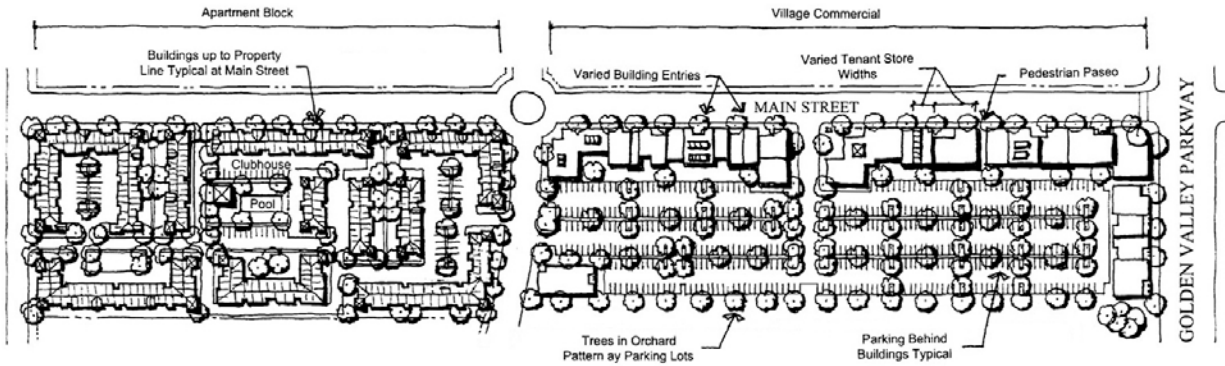 Apartment Block
Village Commercial
Buildings up to Property
Line Typical at Main Street
Varied Building Entries
Varied Tenant Store
Widths
Pedestrian Paseo
MAIN STREET
GOLDEN VALLEY PARKWAY
Clubhouse
Pool
Trees in Orchard
Pattern ay Parking Lots
Parking Behind
Buildings Typical